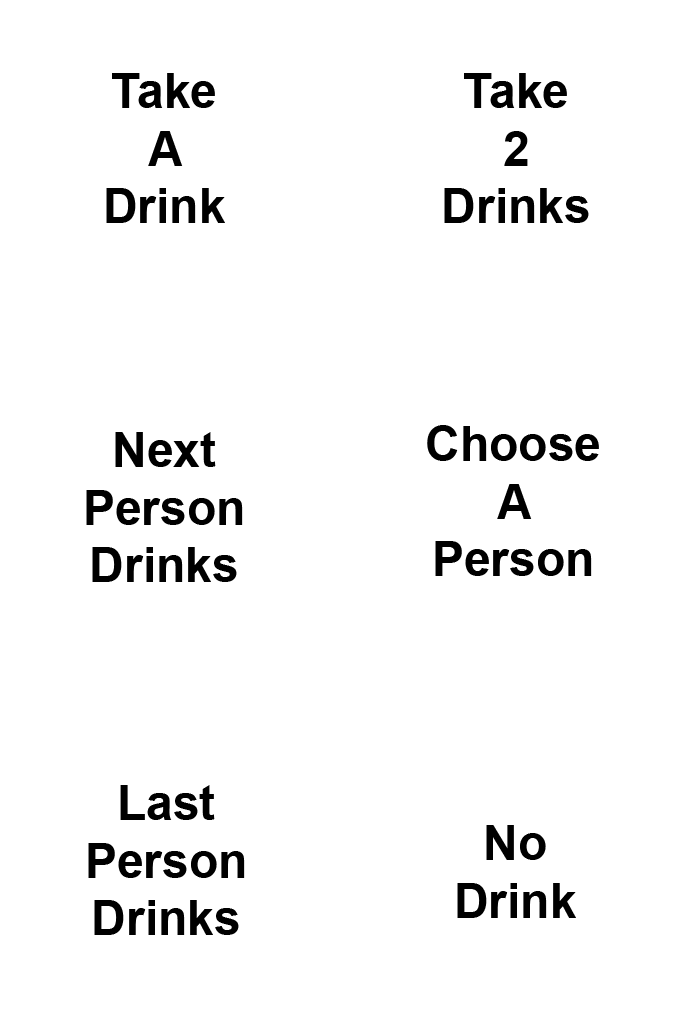 Take
A
Drink
Take
2
Drinks
Next
Person
Drinks
Choose
A
Person
Last
Person
Drinks
No
Drink